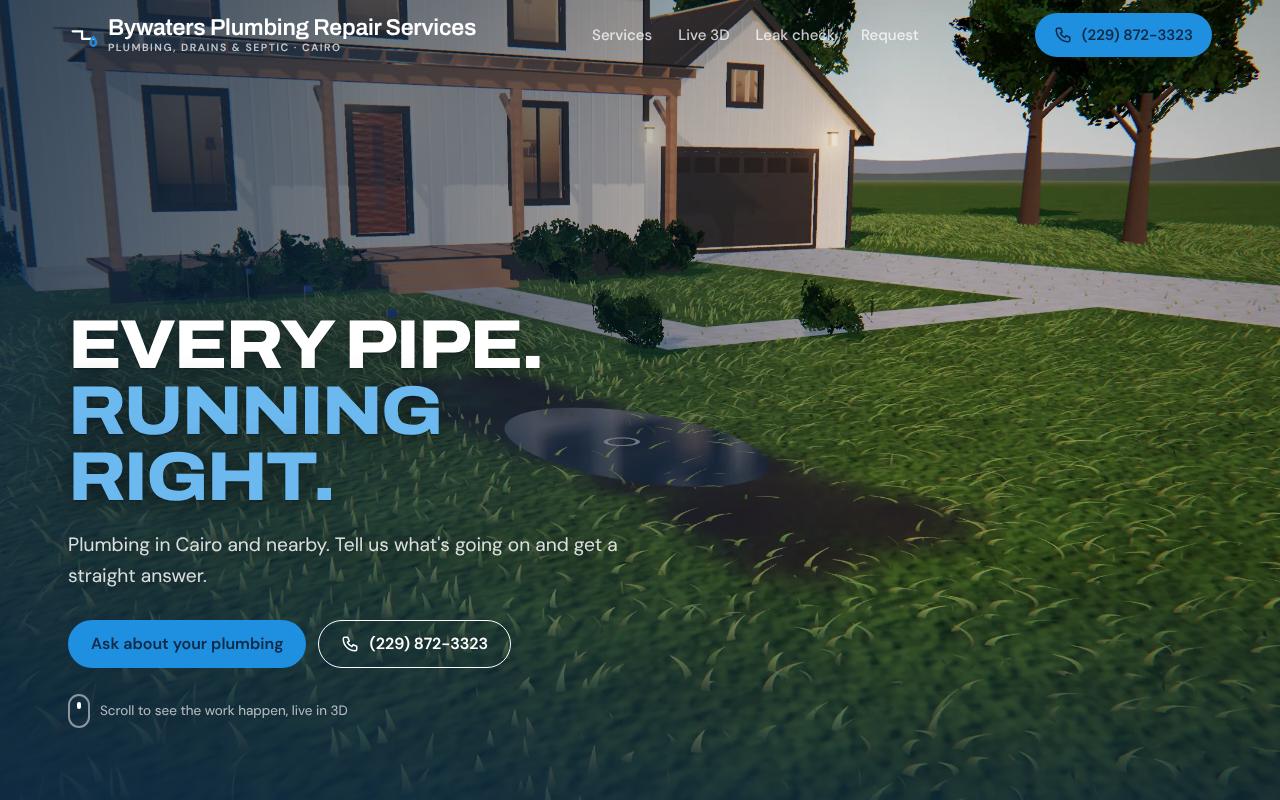 Bywaters Plumbing Repair Services
PLUMBING, DRAINS & SEPTIC · CAIRO
Services
Live 3D
Leak check
Request
(229) 872-3323
EVERY PIPE.
RUNNING
RIGHT.
Plumbing in Cairo and nearby. Tell us what's going on and get a
straight answer.
Ask about your plumbing
(229) 872-3323
Scroll to see the work happen, live in 3D